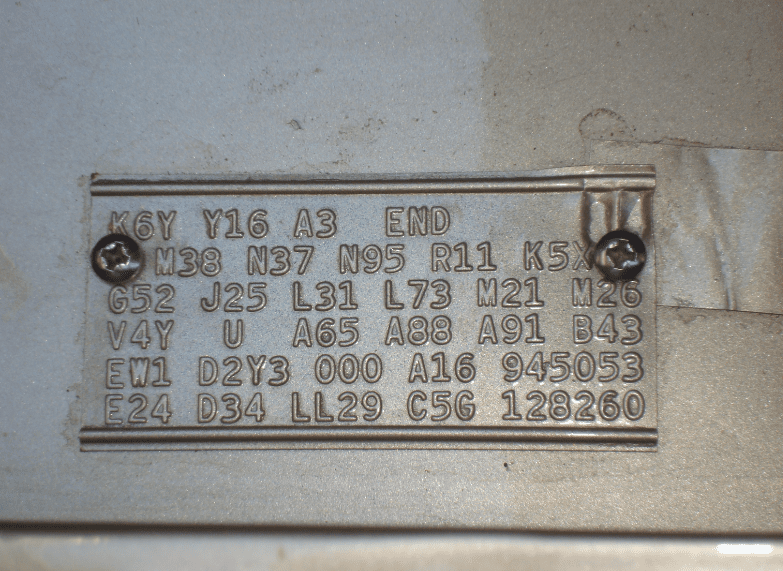 K6Y Y16 A3 END
M38 N37 N95 R11 K5X
G52 J25 L31 L73 M21 M26
V4Y U A65 A88 A91 B43
EW1 D2Y3 000 A16 945053
E24 D34 LL29 C5G 128260